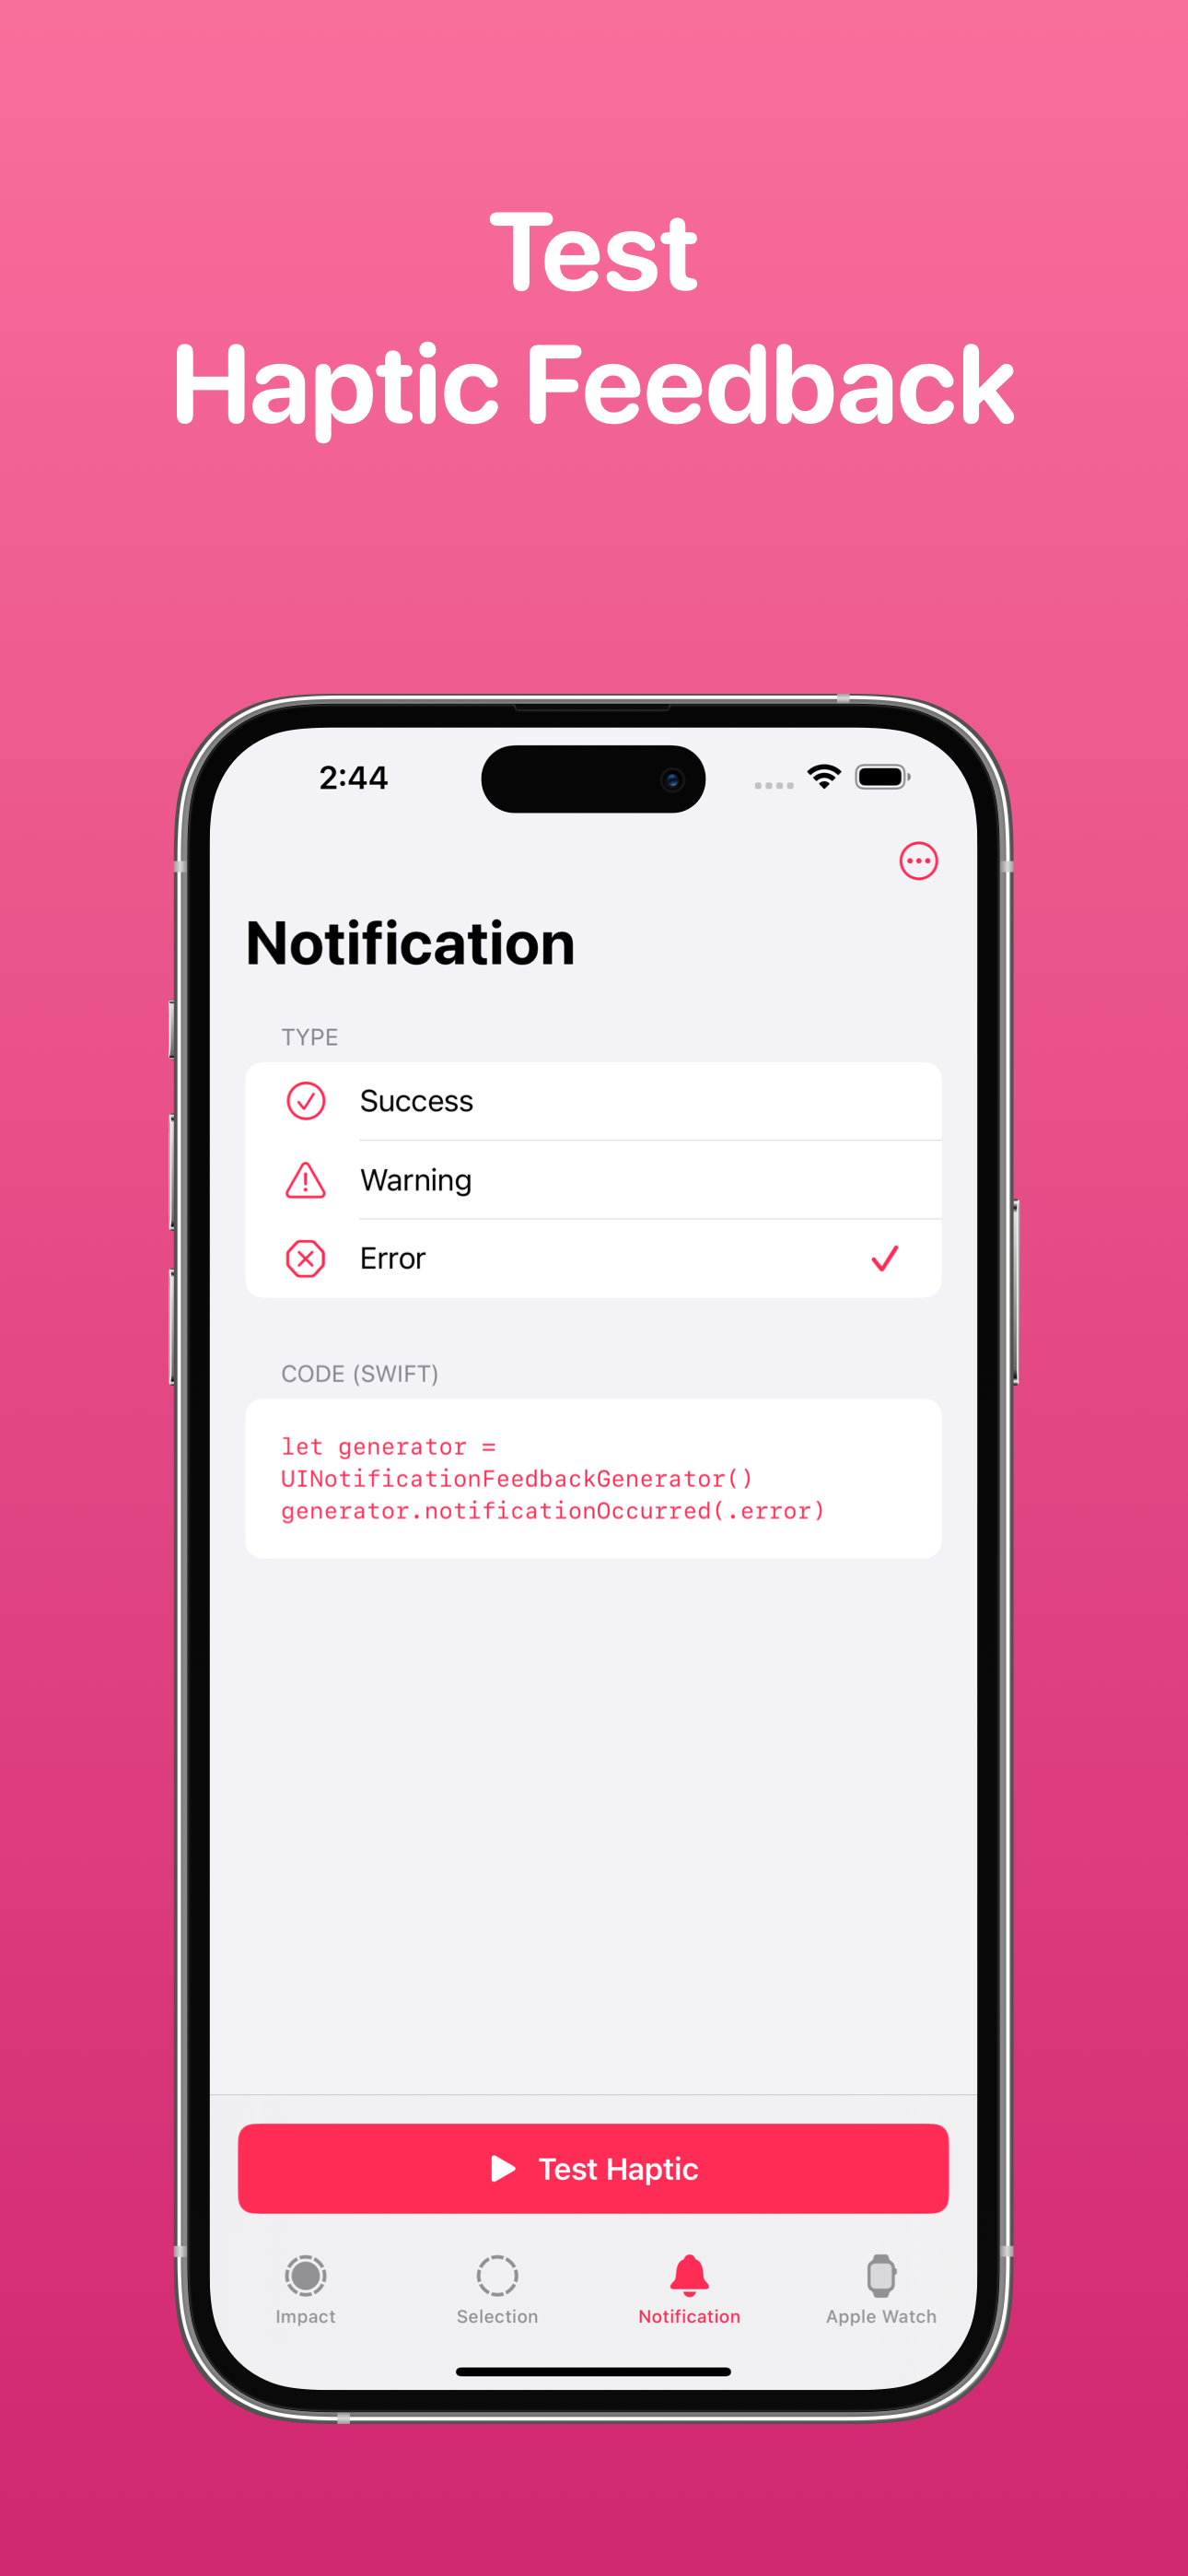 Test
Haptic Feedback
2:44
Notification
TYPE
Success
Warning
Error
CODE (SWIFT)
let generator =
UINotificationFeedbackGenerator()
generator.notificationOccurred(.error)
Test Haptic
Impact
Selection
Notification
Apple Watch